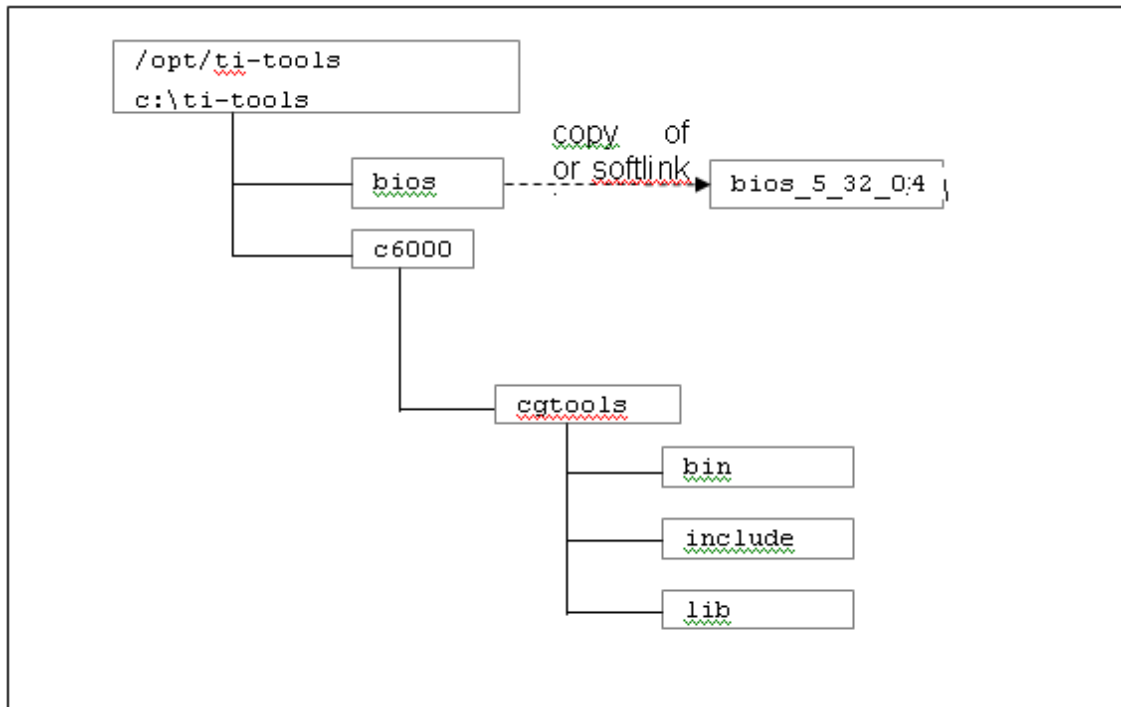 /opt/ti-tools
c:\ti-tools
copy of
or softlink
bios
bios_5_32_04
c6000
cgtools
bin
include
lib